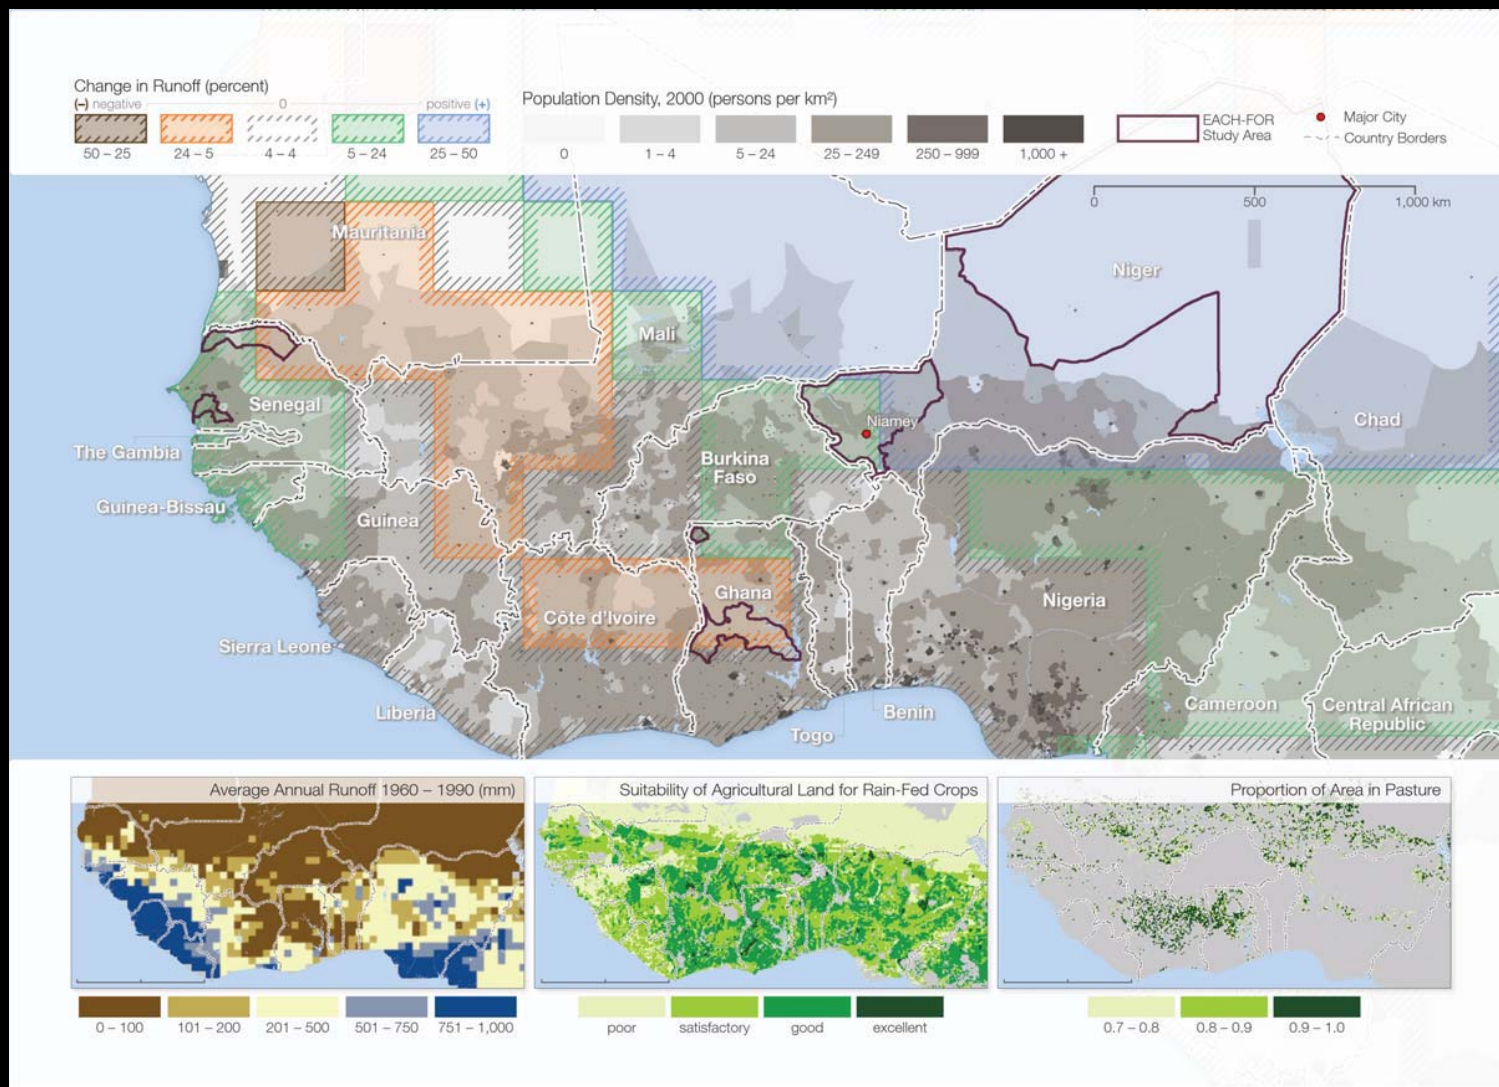 Change in Runoff (percent)
(–) negative 0 positive (+)
50 – 25 24 – 5 4 – 4 5 – 24 25 – 50
Population Density, 2000 (persons per km²)
0 1 – 4 5 – 24 25 – 249 250 – 999 1,000 +
EACH-FOR
Study Area
Major City
Country Borders
0 500 1,000 km
Mauritania
Niger
Mali
Senegal
Niamey
Chad
The Gambia
Burkina
Faso
Guinea-Bissau
Guinea
Ghana
Nigeria
Côte d'Ivoire
Sierra Leone
Liberia
Togo
Benin
Cameroon
Central African
Republic
Average Annual Runoff 1960 – 1990 (mm)
0 – 100 101 – 200 201 – 500 501 – 750 751 – 1,000
Suitability of Agricultural Land for Rain-Fed Crops
poor satisfactory good excellent
Proportion of Area in Pasture
0.7 – 0.8 0.8 – 0.9 0.9 – 1.0